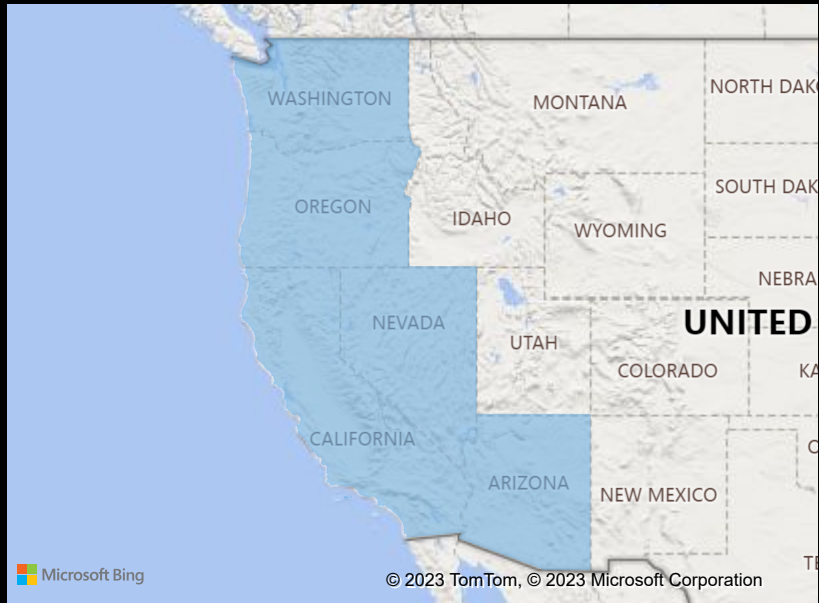 NORTH DAK
WASHINGTON
MONTANA
SOUTH DAK
OREGON
IDAHO
WYOMING
NEBRA
NEVADA
UNITED
UTAH
COLORADO
KA
CALIFORNIA
O
ARIZONA
NEW MEXICO
TE
Microsoft Bing
© 2023 TomTom, © 2023 Microsoft Corporation